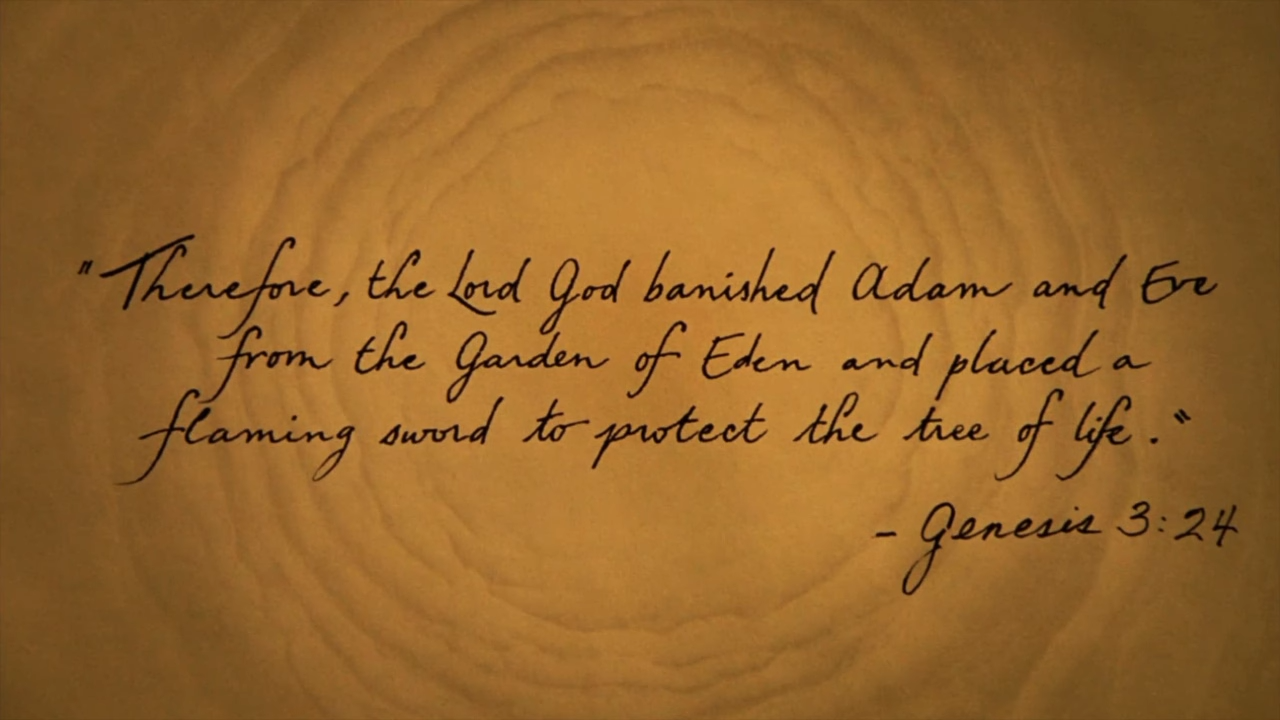 "Therefore, the Lord God banished Adam and Eve
from the Garden of Eden and placed a
flaming sword to protect the tree of life."
- Genesis 3:24